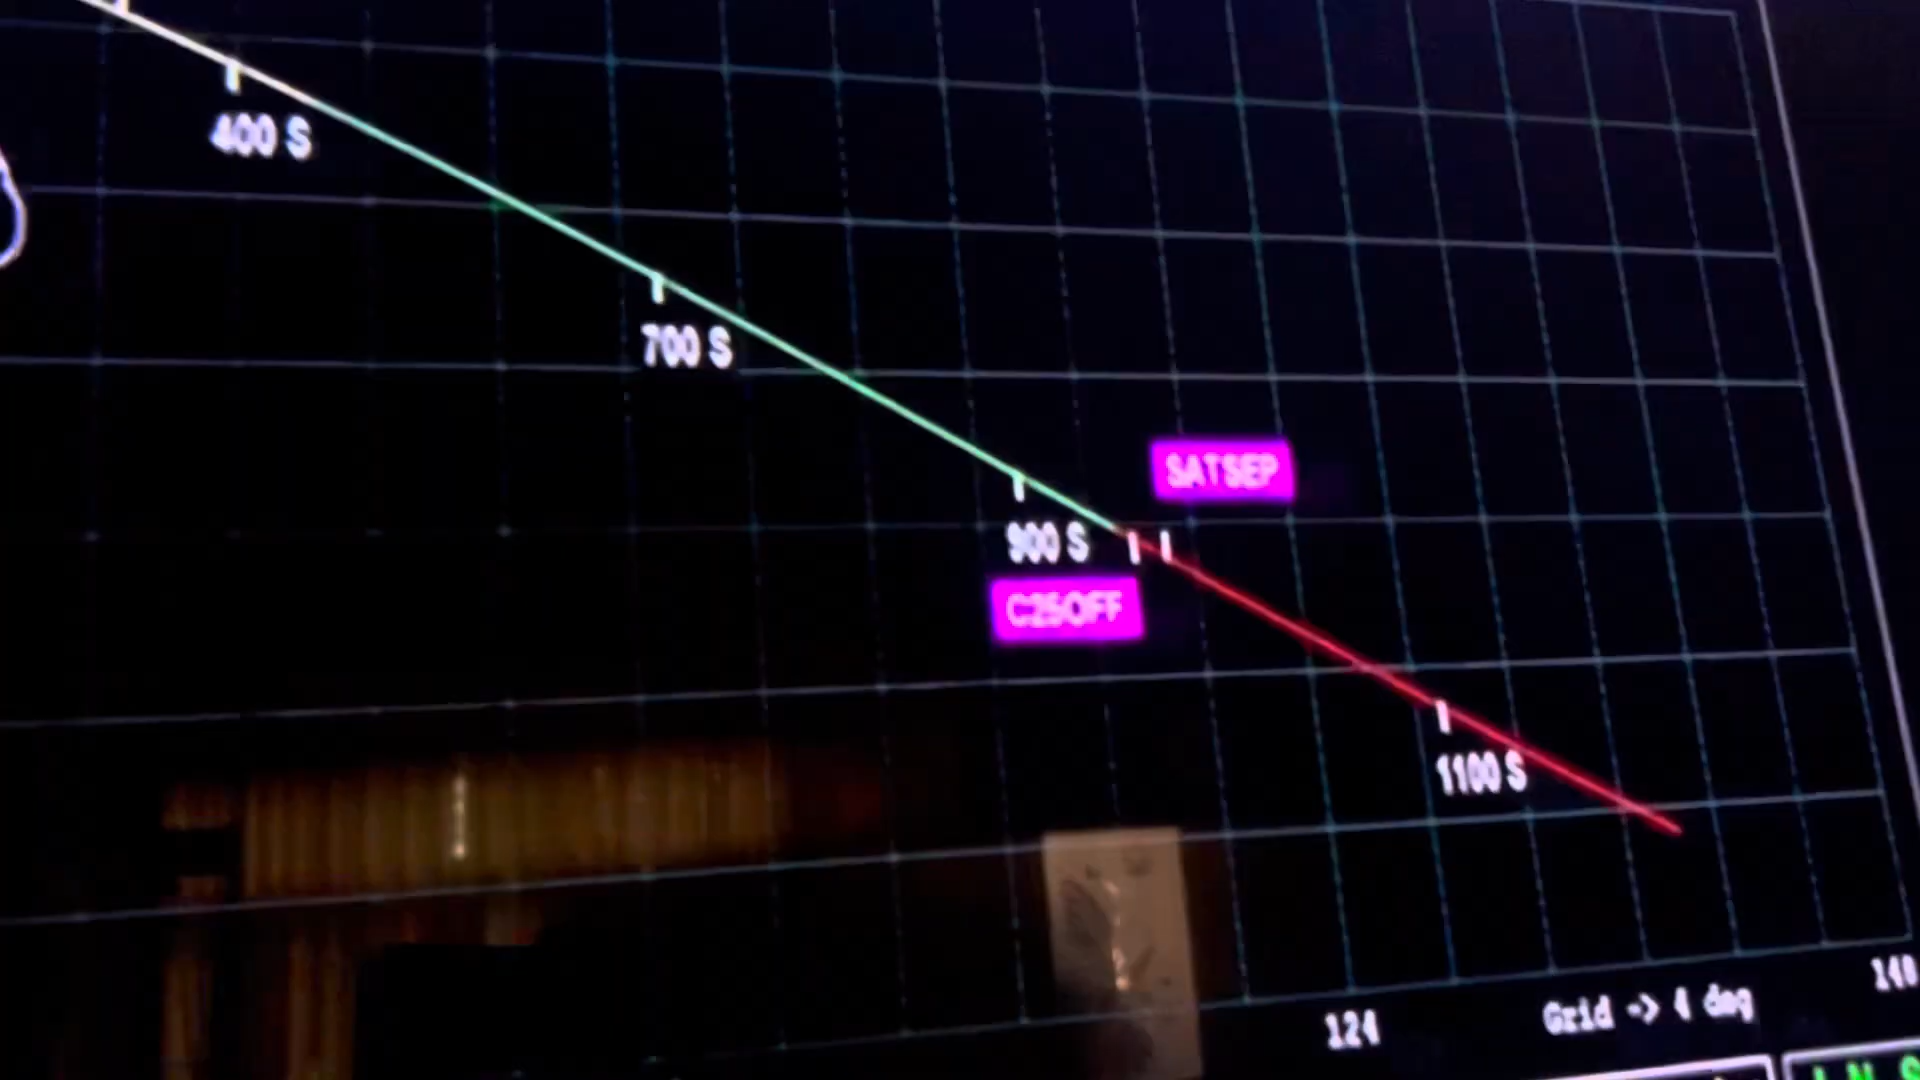 400 S
700 S
SATSEP
900 S
C25OFF
1100 S
124
Grid -> 4 deg
140